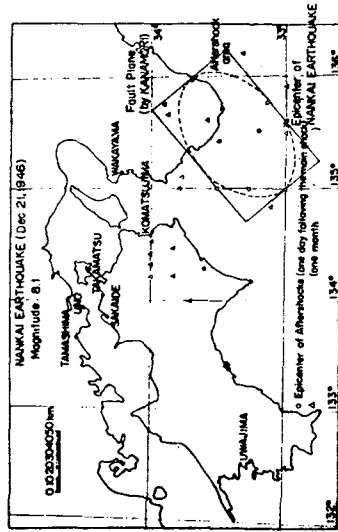 NANKAI EARTHQUAKE (Dec 21, 1946)
Magnitude : 8.1
0 10 20 30 40 50 km
TAMASHIMA
UNO
TAKAMATSU
SAKAIDE
WAKAYAMA
KOMATSUJIMA
UWAJIMA
Fault Plane
(by KANAMORI)
Aftershock
area
Epicenter of
NANKAI EARTHQUAKE
Epicenter of Aftershocks (one day following the main shock)
(one month
34°
33°
132°
133°
134°
135°
136°